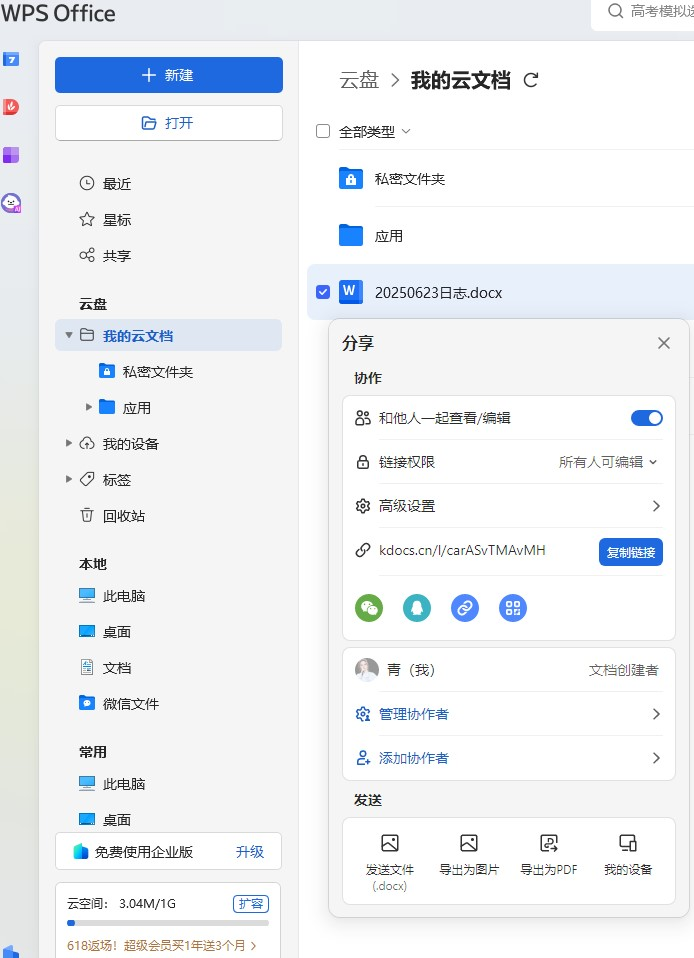 WPS Office
高考模拟
7
新建
打开
最近
星标
共享
云盘
我的云文档
私密文件夹
应用
我的设备
标签
回收站
本地
此电脑
桌面
文档
微信文件
常用
此电脑
桌面
免费使用企业版 升级
云空间: 3.04M/1G 扩容
618返场！超级会员买1年送3个月 >
云盘 > 我的云文档
全部类型
私密文件夹
应用
W 20250623日志.docx
分享
协作
和他人一起查看/编辑
链接权限 所有人可编辑
高级设置
kdocs.cn/l/carASvTMAvMH 复制链接
青（我） 文档创建者
管理协作者
添加协作者
发送
发送文件 导出为图片 导出为PDF 我的设备
(.docx)